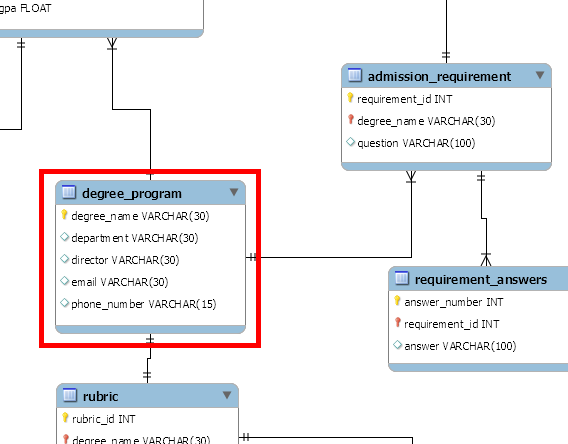 gpa FLOAT
admission_requirement
requirement_id INT
degree_name VARCHAR(30)
question VARCHAR(100)
degree_program
degree_name VARCHAR(30)
department VARCHAR(30)
director VARCHAR(30)
email VARCHAR(30)
phone_number VARCHAR(15)
requirement_answers
answer_number INT
requirement_id INT
answer VARCHAR(100)
rubric
rubric_id INT
degree_name VARCHAR(30)